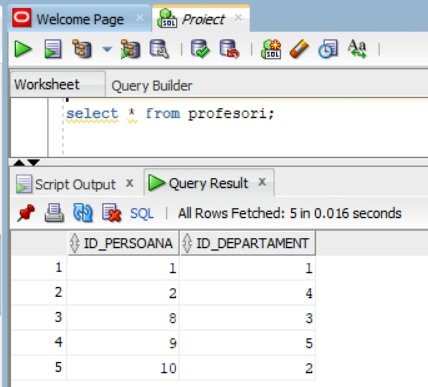 Welcome Page Proiect
Worksheet Query Builder
select * from profesori;
Script Output x Query Result x
SQL | All Rows Fetched: 5 in 0.016 seconds
ID_PERSOANA ID_DEPARTAMENT
1 1 1
2 2 4
3 8 3
4 9 5
5 10 2